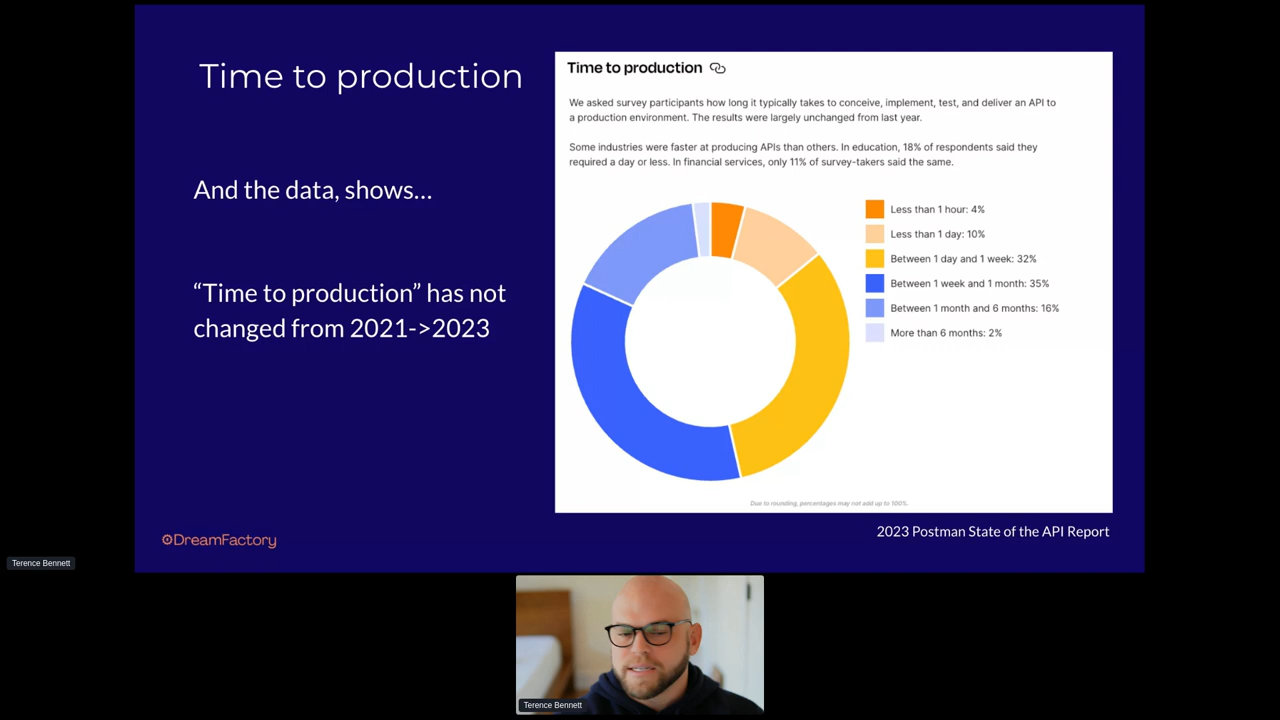 Time to production
And the data, shows...
“Time to production” has not
changed from 2021->2023
DreamFactory
Time to production
We asked survey participants how long it typically takes to conceive, implement, test, and deliver an API to
a production environment. The results were largely unchanged from last year.
Some industries were faster at producing APIs than others. In education, 18% of respondents said they
required a day or less. In financial services, only 11% of survey-takers said the same.
Less than 1 hour: 4%
Less than 1 day: 10%
Between 1 day and 1 week: 32%
Between 1 week and 1 month: 35%
Between 1 month and 6 months: 16%
More than 6 months: 2%
Due to rounding, percentages may not add up to 100%.
2023 Postman State of the API Report
Terence Bennett
Terence Bennett